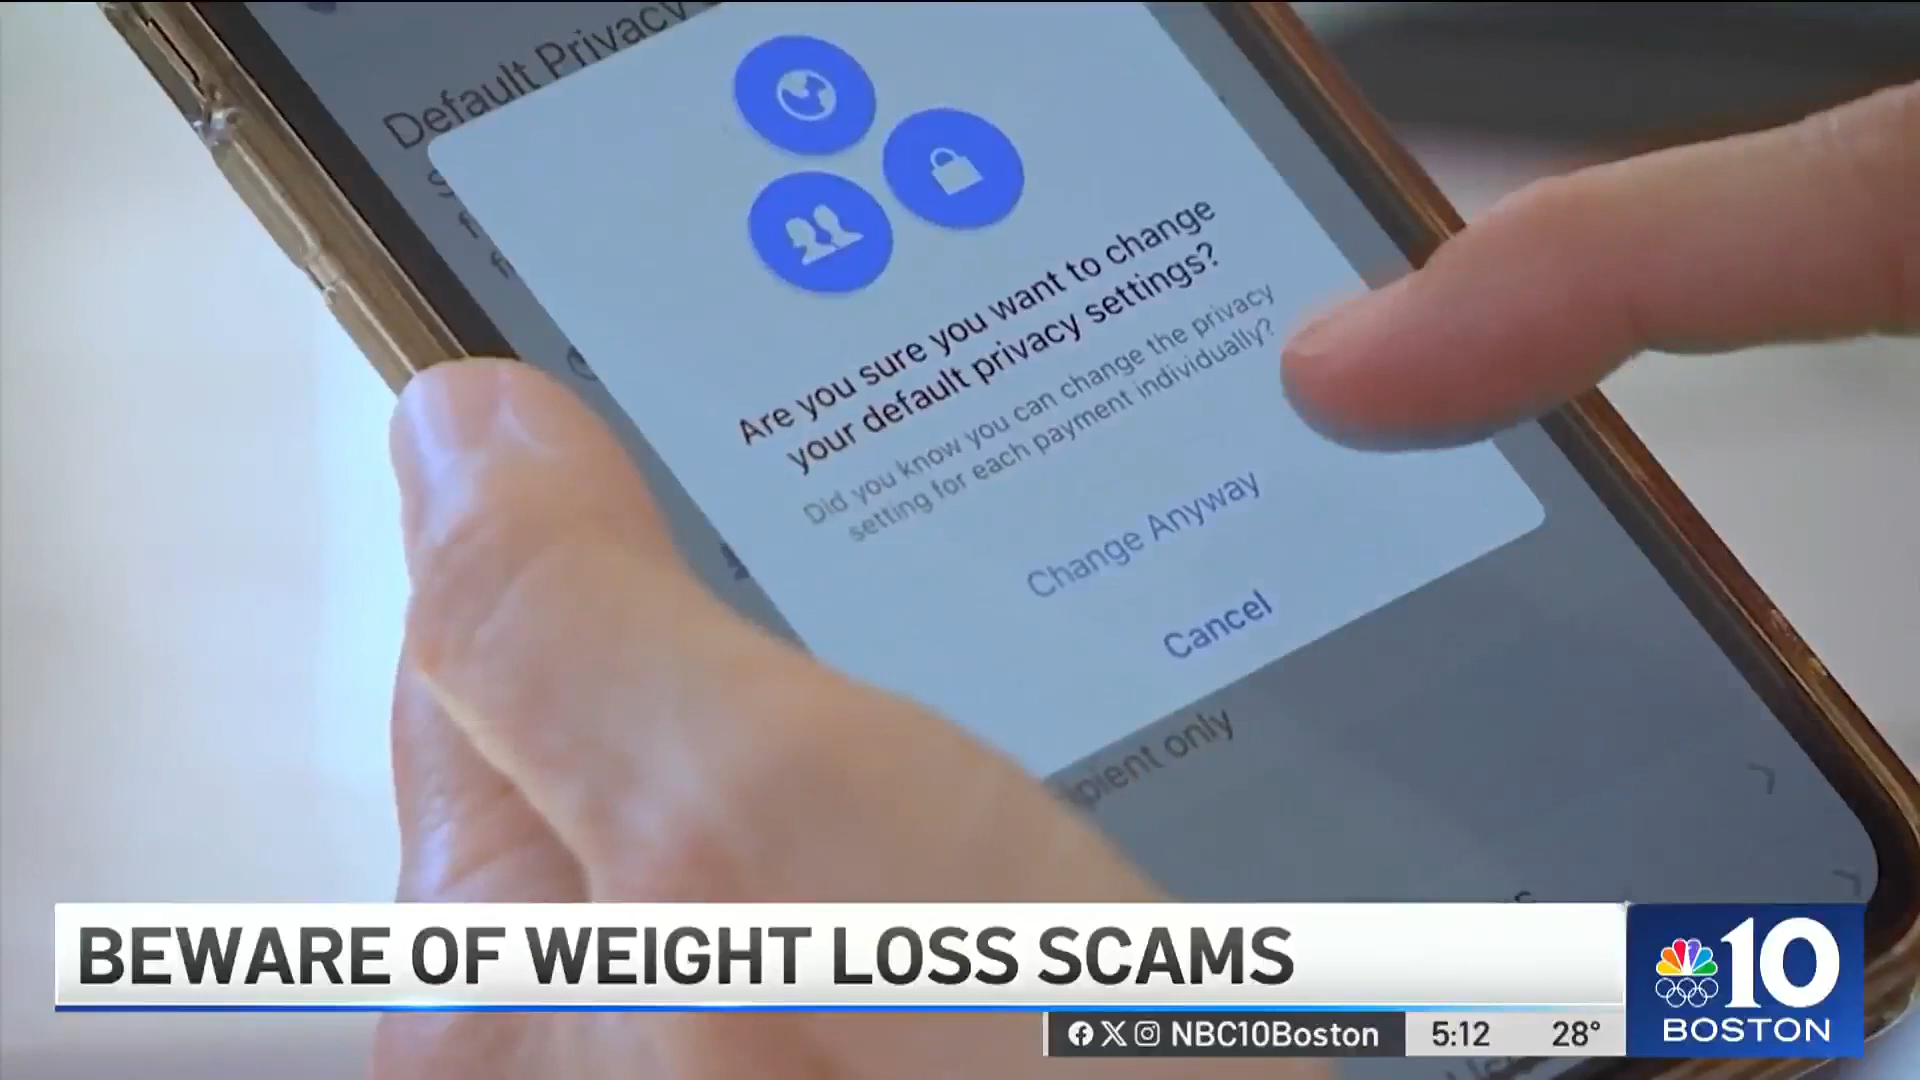 Default Privacy
Are you sure you want to change
your default privacy settings?
Did you know you can change the privacy
setting for each payment individually?
Change Anyway
Cancel
only
BEWARE OF WEIGHT LOSS SCAMS
10
BOSTON
NBC10Boston
5:12
28°